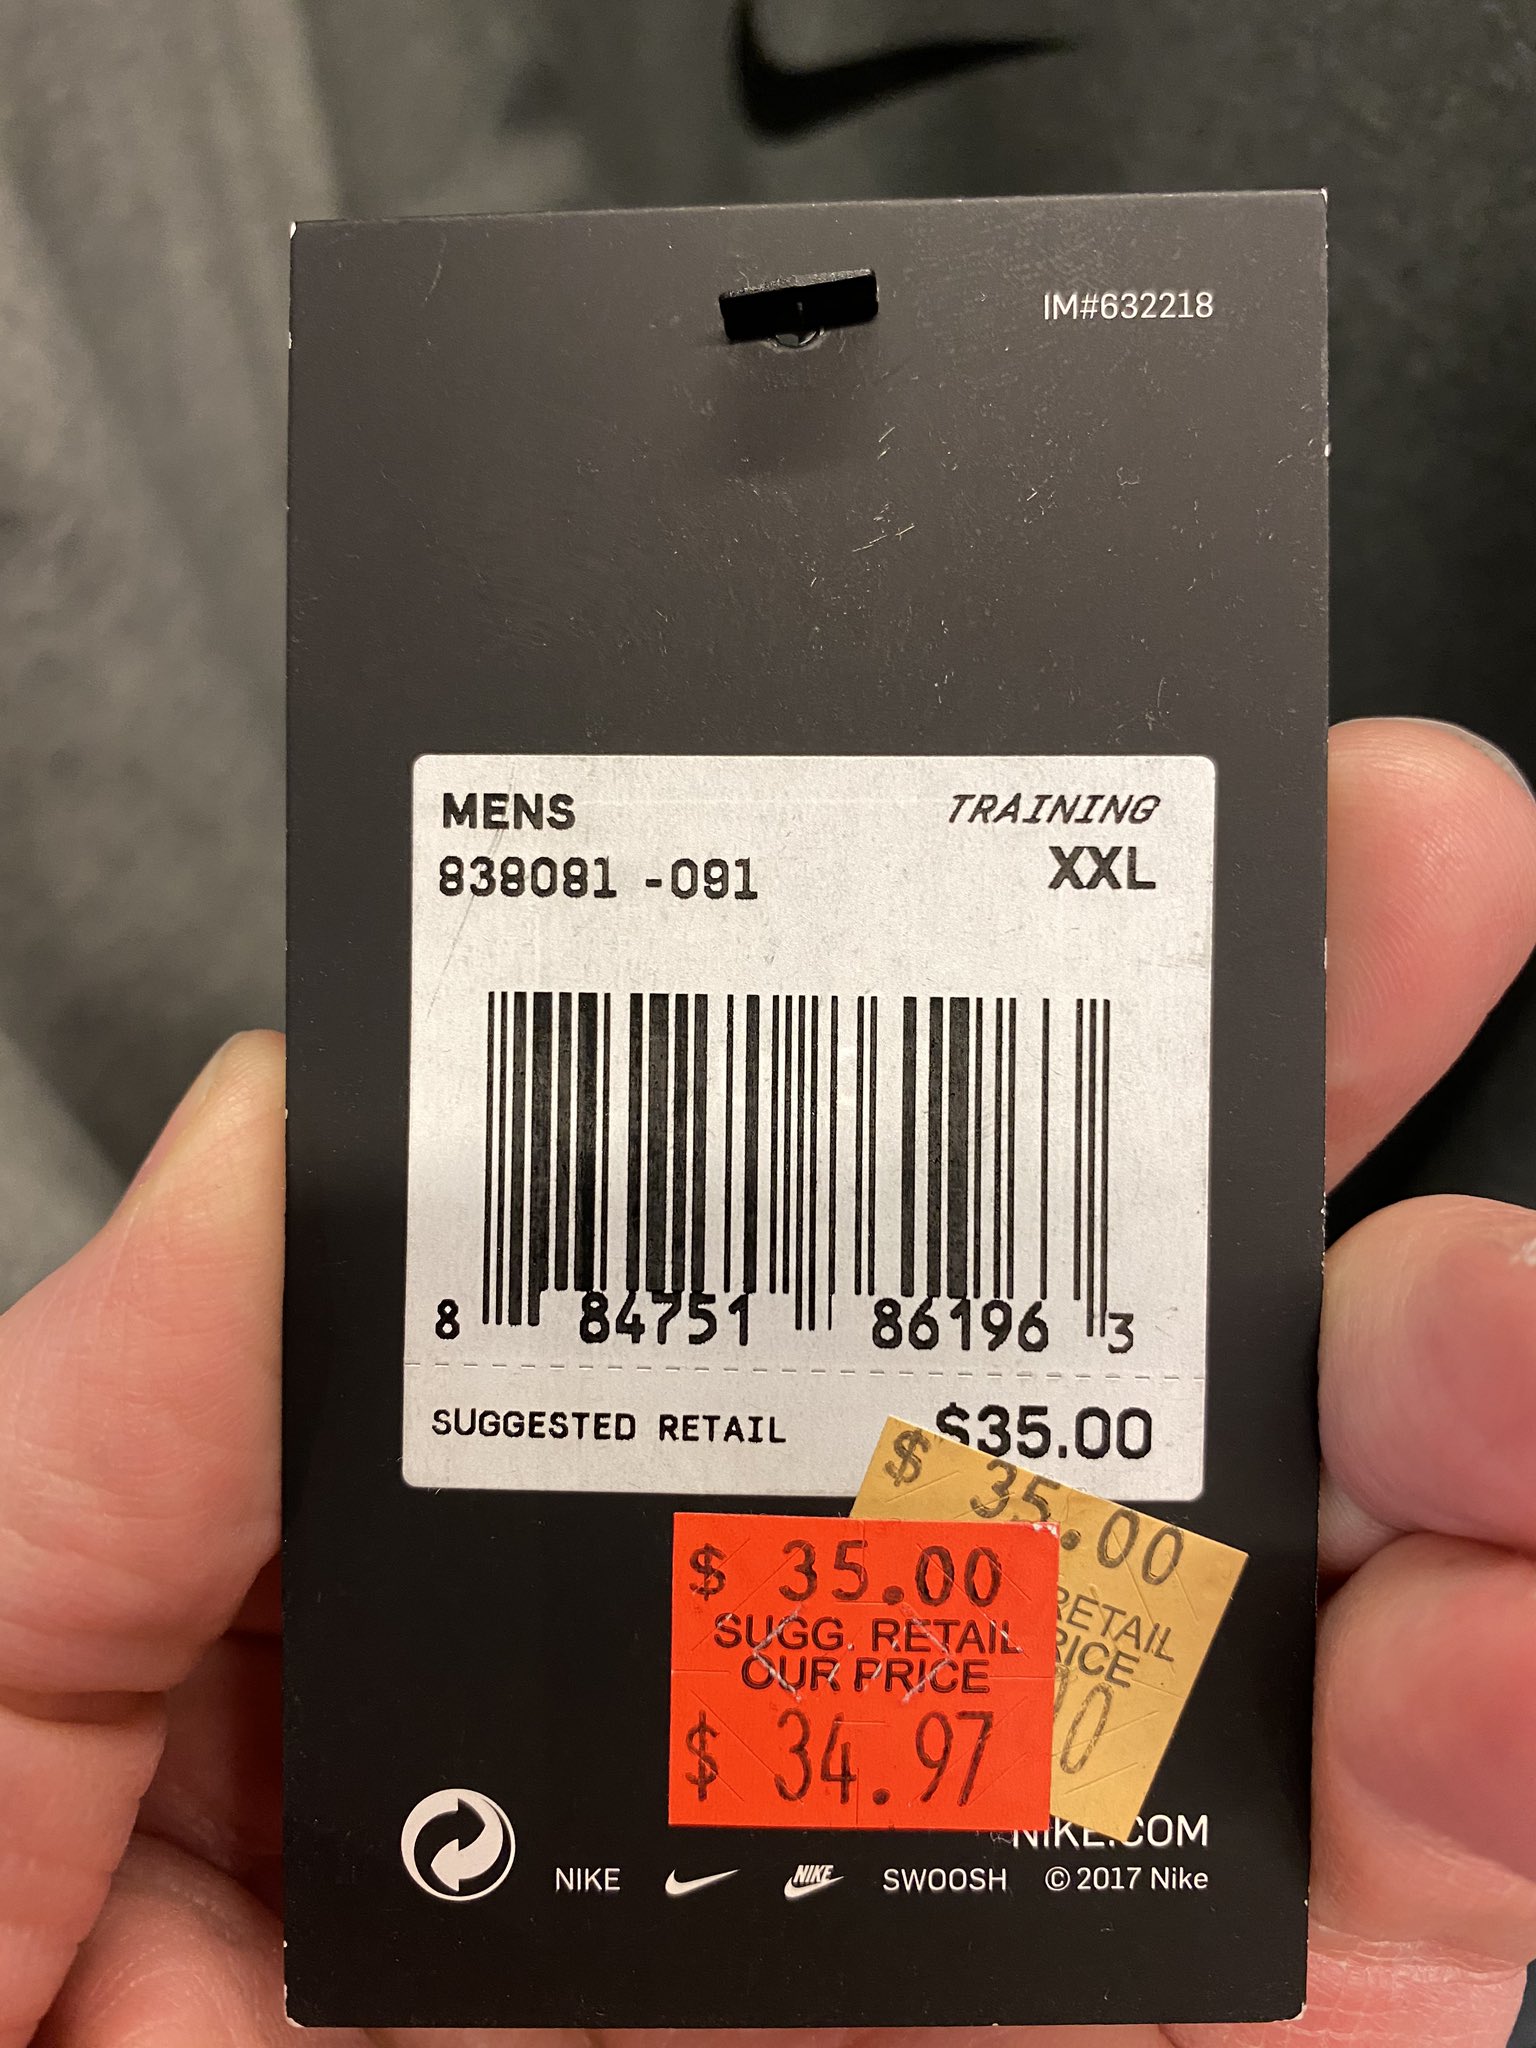 IM#632218
MENS
TRAINING
838081 -091
XXL
8 84751 86196 3
SUGGESTED RETAIL $35.00
$ 35.00
RETAIL
$ 35.00
SUGG. RETAIL
OUR PRICE
$ 34.97
NIKE.COM
NIKE NIKE SWOOSH © 2017 Nike